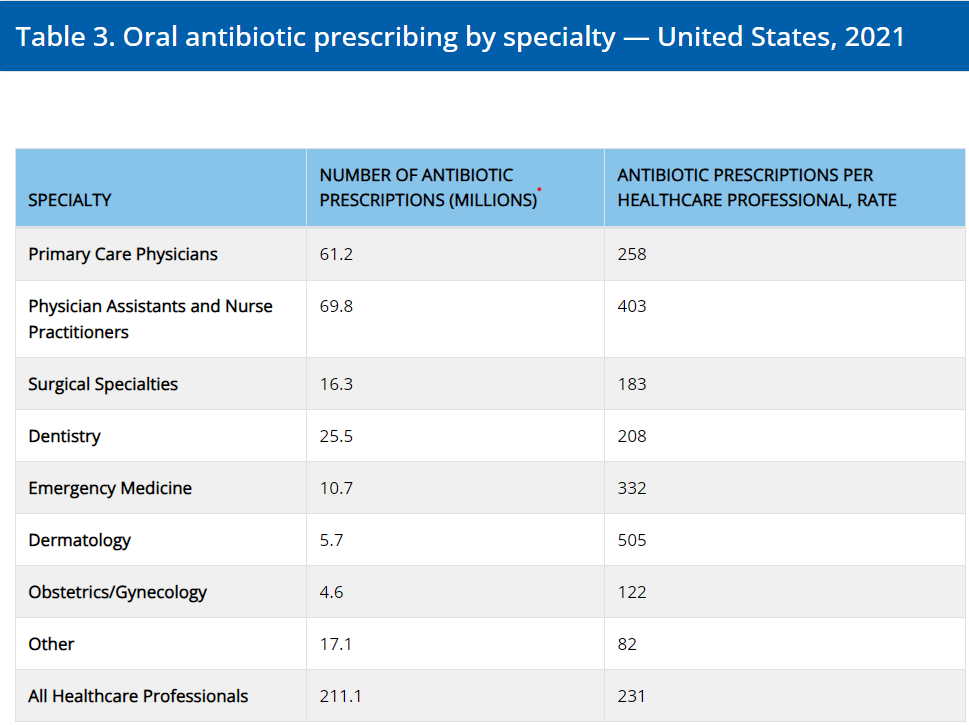 Table 3. Oral antibiotic prescribing by specialty — United States, 2021
SPECIALTY
NUMBER OF ANTIBIOTIC
PRESCRIPTIONS (MILLIONS)
ANTIBIOTIC PRESCRIPTIONS PER
HEALTHCARE PROFESSIONAL, RATE
Primary Care Physicians 61.2 258
Physician Assistants and Nurse 69.8 403
Practitioners
Surgical Specialties 16.3 183
Dentistry 25.5 208
Emergency Medicine 10.7 332
Dermatology 5.7 505
Obstetrics/Gynecology 4.6 122
Other 17.1 82
All Healthcare Professionals 211.1 231